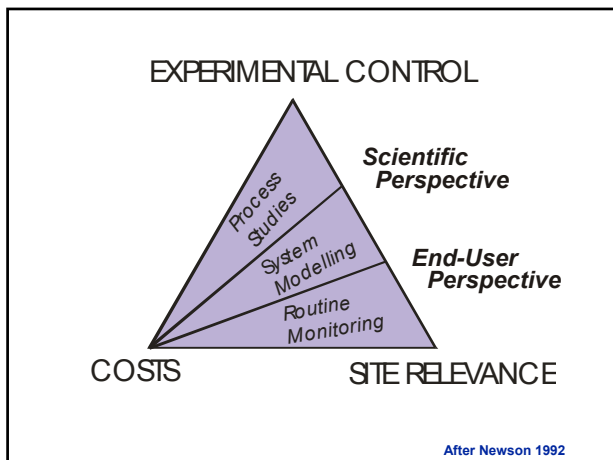 EXPERIMENTAL CONTROL
Scientific
Perspective
Process
Studies
System
Modelling
End-User
Perspective
Routine
Monitoring
COSTS
SITE RELEVANCE
After Newson 1992